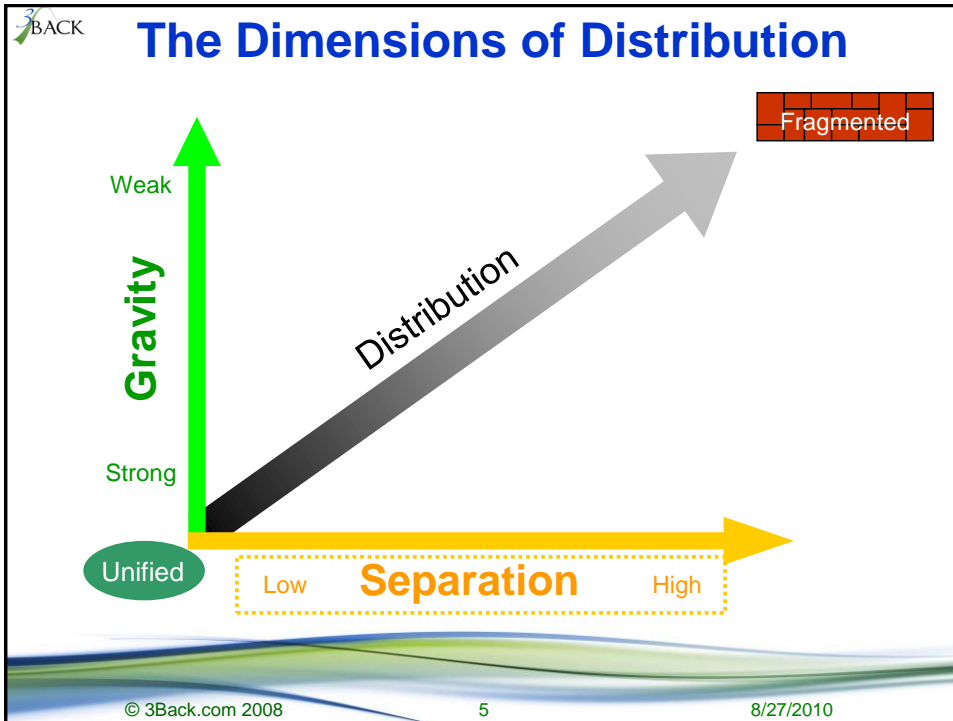 3BACK
The Dimensions of Distribution
Fragmented
Weak
Gravity
Distribution
Strong
Unified
Low Separation High
© 3Back.com 2008 5 8/27/2010